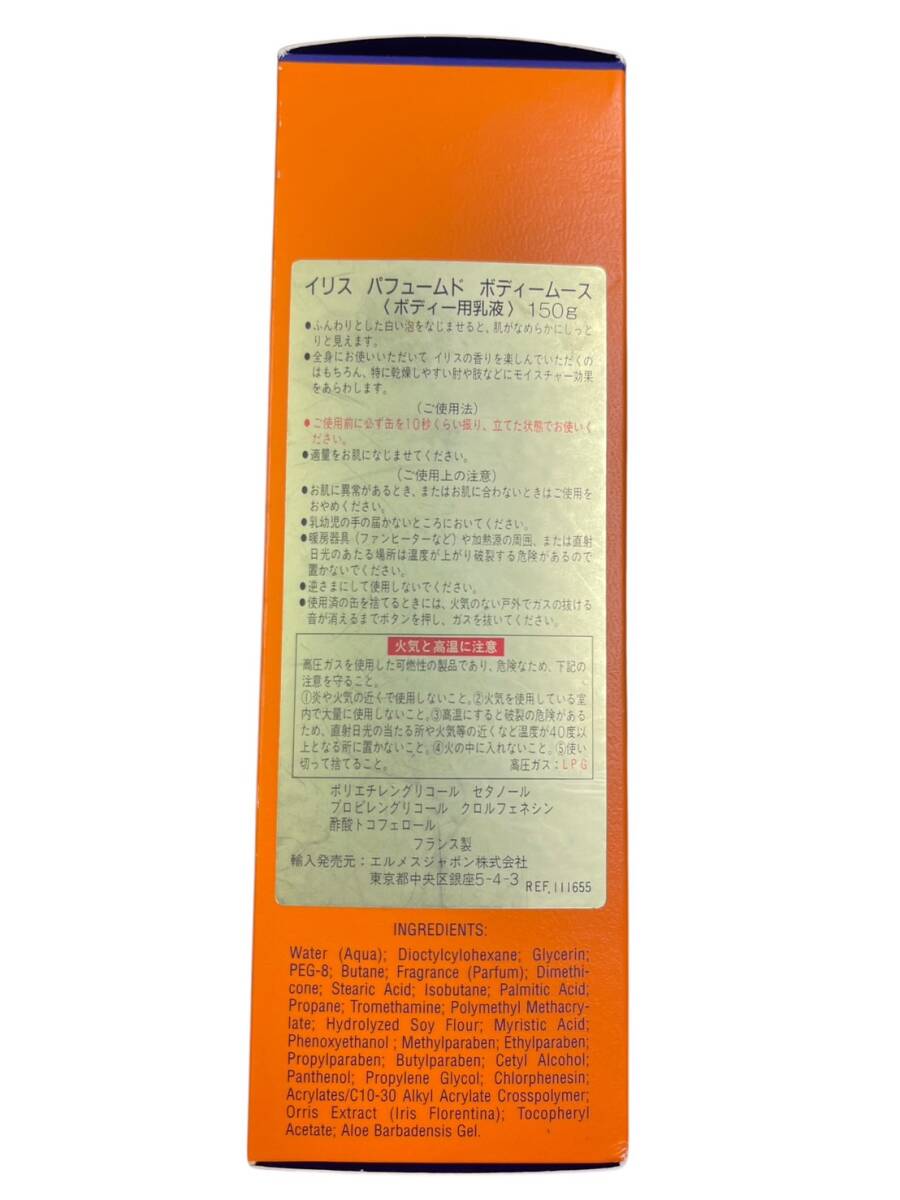 イリス パフュームド ボディームース
〈ボディー用乳液〉 150g
●ふんわりとした白い泡をなじませると、肌がなめらかにしっと
りと見えます。
●全身にお使いいただいて イリスの香りを楽しんでいただくの
はもちろん、特に乾燥しやすい肘や肢などにモイスチャー効果
をあらわします。
(ご使用法)
●ご使用前に必ず缶を10秒くらい振り、立てた状態でお使いく
ださい。
●適量をお肌になじませてください。
(ご使用上の注意)
●お肌に異常があるとき、またはお肌に合わないときはご使用を
おやめください。
●乳幼児の手の届かないところにおいてください。
●暖房器具(ファンヒーターなど)や加熱源の周囲、または直射
日光のあたる場所は温度が上がり破裂する危険があるので
置かないでください。
●逆さまにして使用しないでください。
●使用済の缶を捨てるときには、火気のない戸外でガスの抜ける
音が消えるまでボタンを押し、ガスを抜いてください。
火気と高温に注意
高圧ガスを使用した可燃性の製品であり、危険なため、下記の
注意を守ること。
①炎や火気の近くで使用しないこと。②火気を使用している室
内で大量に使用しないこと。③高温にすると破裂の危険がある
ため、直射日光の当たる所や火気等の近くなど温度が40度以
上となる所に置かないこと。④火の中に入れないこと。⑤使い
切って捨てること。 高圧ガス:LPG
ポリエチレングリコール セタノール
プロピレングリコール クロルフェネシン
酢酸トコフェロール
フランス製
輸入発売元:エルメスジャポン株式会社
東京都中央区銀座5-4-3
REF.111655
INGREDIENTS:
Water (Aqua); Dioctylcylohexane; Glycerin;
PEG-8; Butane; Fragrance (Parfum); Dimethi-
cone; Stearic Acid; Isobutane; Palmitic Acid;
Propane; Tromethamine; Polymethyl Methacry-
late; Hydrolyzed Soy Flour; Myristic Acid;
Phenoxyethanol ; Methylparaben; Ethylparaben;
Propylparaben; Butylparaben; Cetyl Alcohol;
Panthenol; Propylene Glycol; Chlorphenesin;
Acrylates/C10-30 Alkyl Acrylate Crosspolymer;
Orris Extract (Iris Florentina); Tocopheryl
Acetate; Aloe Barbadensis Gel.